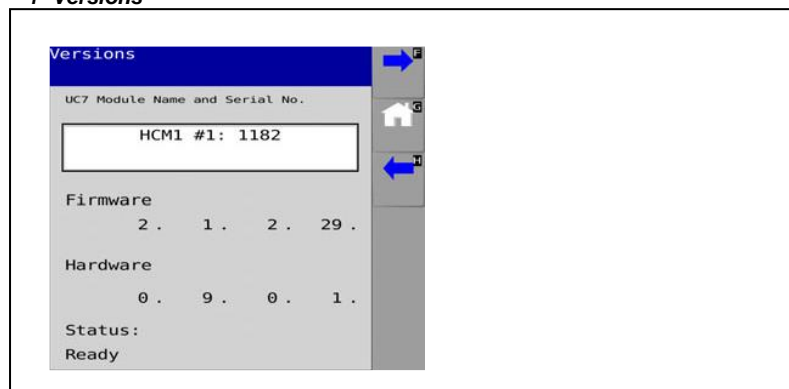 Versions
Versions
F
UC7 Module Name and Serial No.
G
HCM1 #1: 1182
H
Firmware
2. 1. 2. 29.
Hardware
0. 9. 0. 1.
Status:
Ready